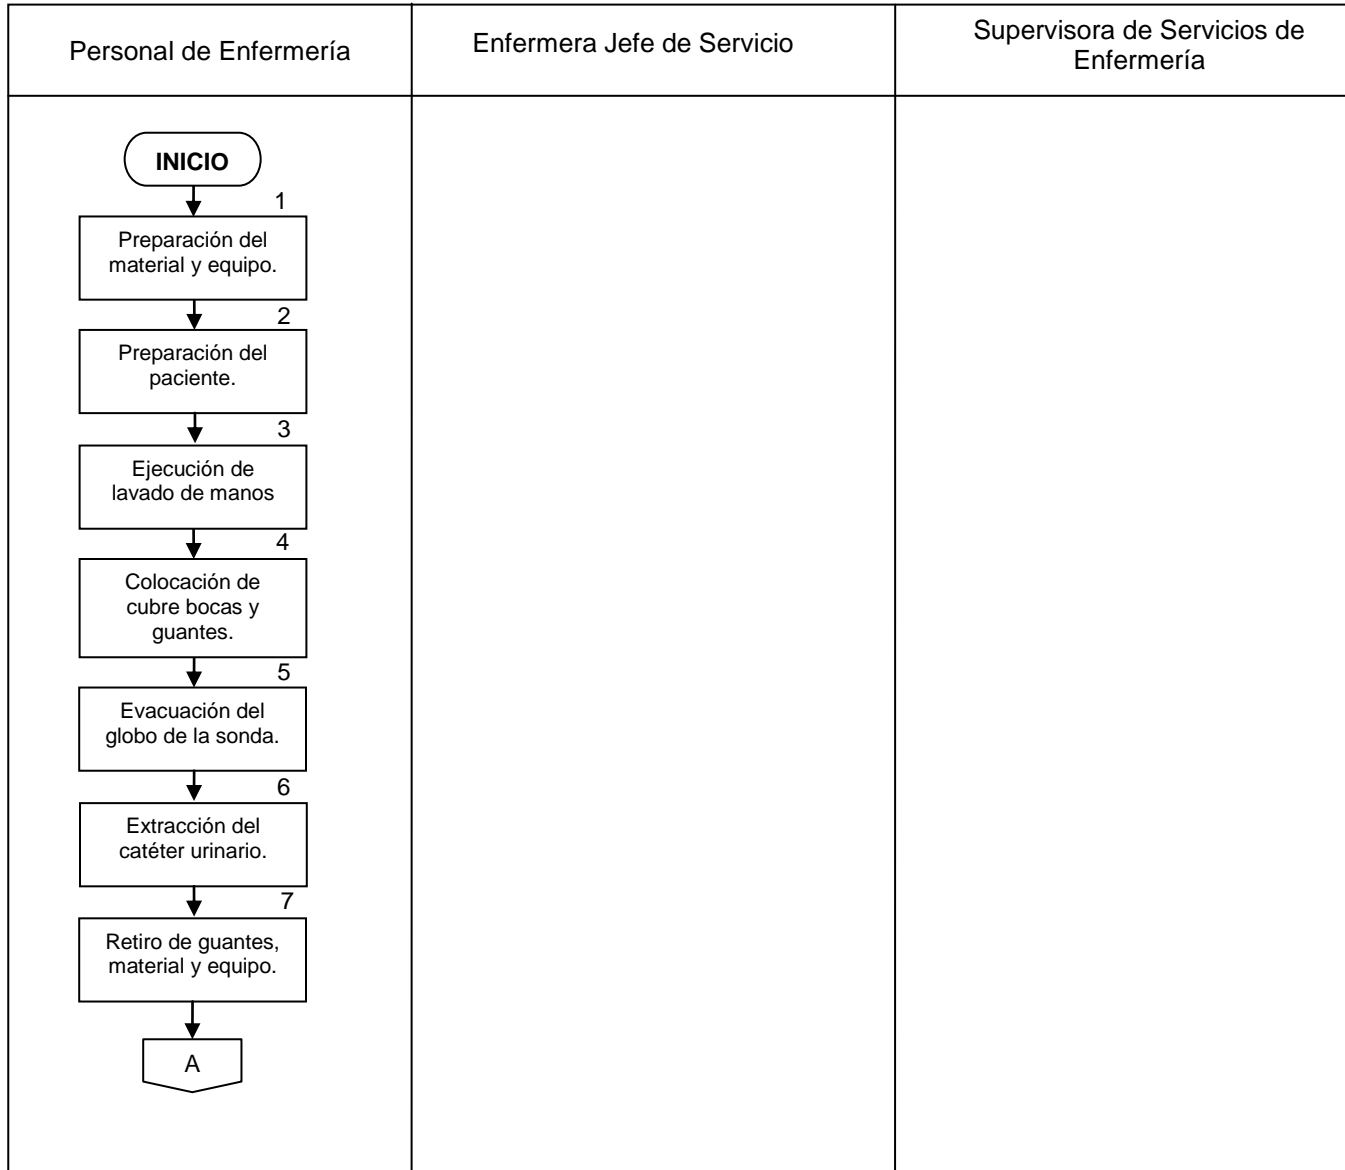 Personal de Enfermería
Enfermera Jefe de Servicio
Supervisora de Servicios de
Enfermería
INICIO
1
Preparación del
material y equipo.
2
Preparación del
paciente.
3
Ejecución de
lavado de manos
4
Colocación de
cubre bocas y
guantes.
5
Evacuación del
globo de la sonda.
6
Extracción del
catéter urinario.
7
Retiro de guantes,
material y equipo.
A